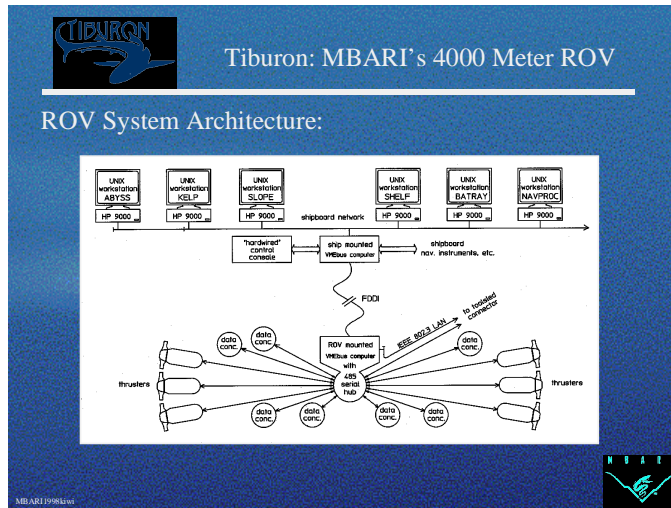 TIBURON
Tiburon: MBARI's 4000 Meter ROV
ROV System Architecture:
UNIX
workstation
ABYSS
HP 9000
UNIX
workstation
KELP
HP 9000
UNIX
workstation
SLOPE
HP 9000
UNIX
workstation
SHELF
HP 9000
UNIX
workstation
BATRAY
HP 9000
UNIX
workstation
NAVPROC
HP 9000
shipboard network
"hardwired"
control
console
ship mounted
VMEbus computer
shipboard
nav. instruments, etc.
FDDI
IEEE 802.3 LAN
to toolsled
connector
ROV mounted
VMEbus computer
with
485
serial
hub
data
conc.
data
conc.
data
conc.
thrusters
thrusters
data
conc.
data
conc.
data
conc.
data
conc.
M B A R
MBARI1998kiwi